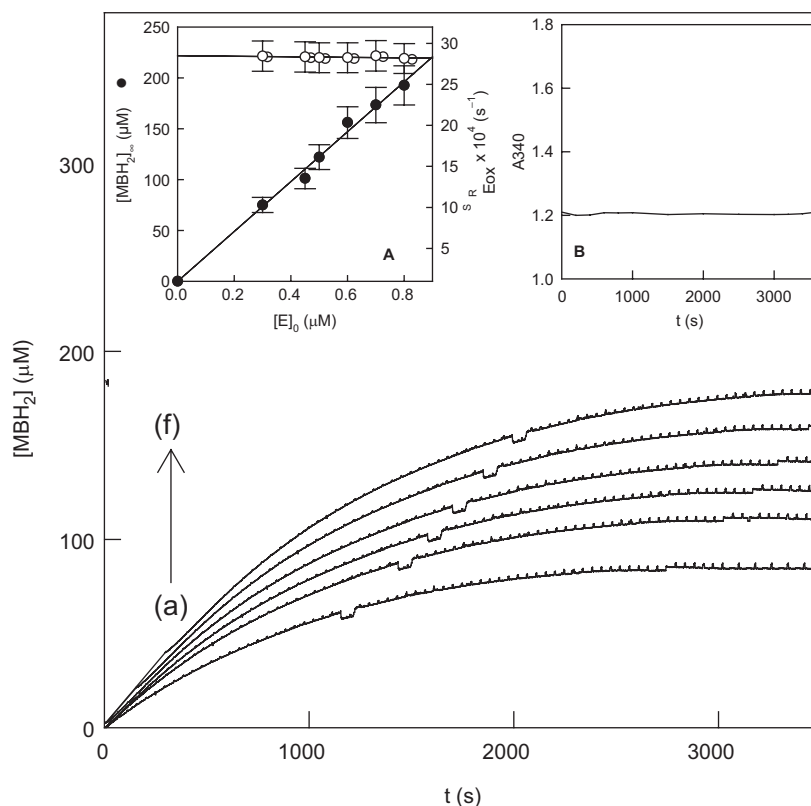 250
200
150
100
50
0
[MBH₂]∞ (µM)
0.0 0.2 0.4 0.6 0.8
[E]₀ (µM)
30
25
20
15
10
5
S R Eox x 10⁴ (s⁻¹)
A
1.8
1.6
1.4
1.2
1.0
A340
B
0 1000 2000 3000
t (s)
300
200
100
0
[MBH₂] (µM)
(f)
(a)
0 1000 2000 3000
t (s)